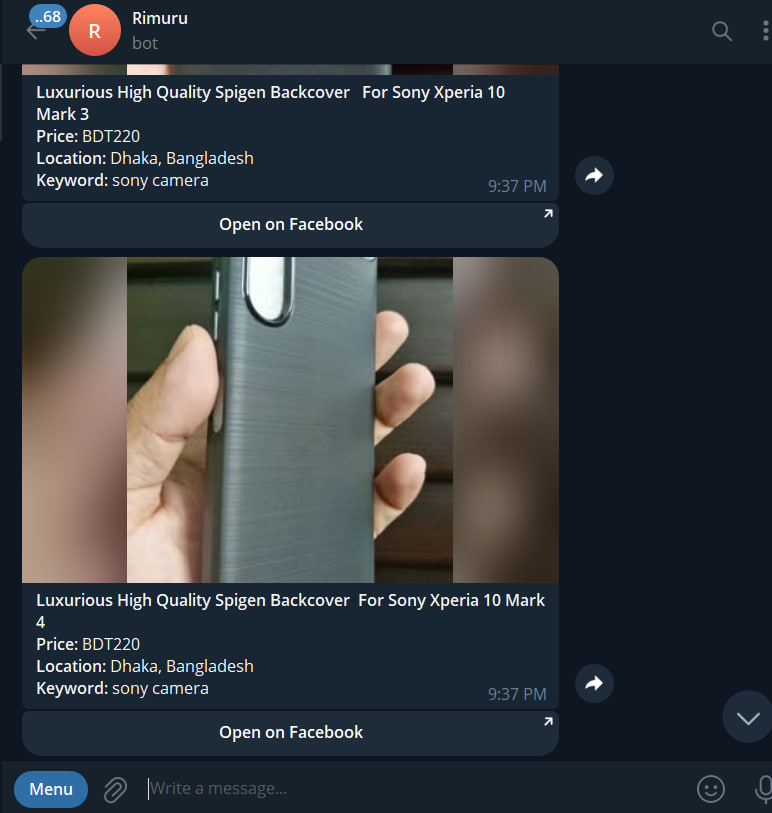 ..68
R
Rimuru
bot
Luxurious High Quality Spigen Backcover For Sony Xperia 10
Mark 3
Price: BDT220
Location: Dhaka, Bangladesh
Keyword: sony camera
9:37 PM
Open on Facebook
Luxurious High Quality Spigen Backcover For Sony Xperia 10 Mark
4
Price: BDT220
Location: Dhaka, Bangladesh
Keyword: sony camera
9:37 PM
Open on Facebook
Menu
Write a message...